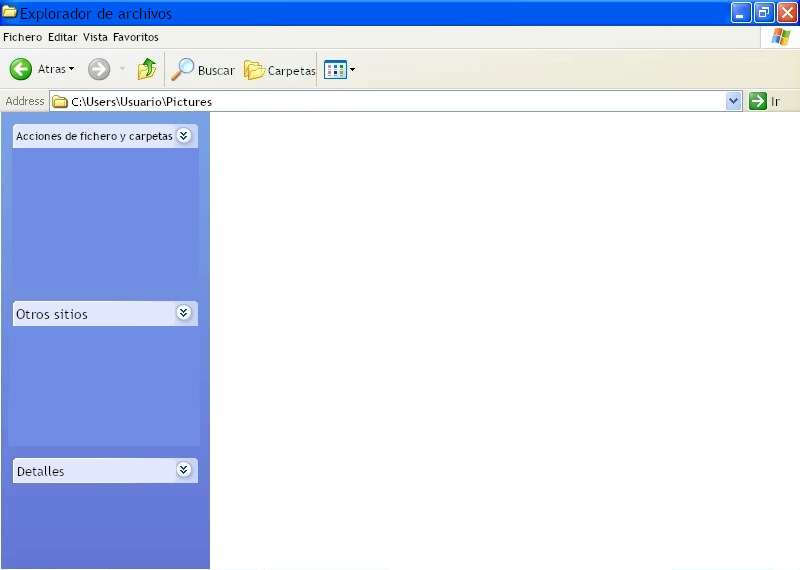 Explorador de archivos
Fichero Editar Vista Favoritos
Atras Buscar Carpetas
Address C:\Users\Usuario\Pictures Ir
Acciones de fichero y carpetas
Otros sitios
Detalles